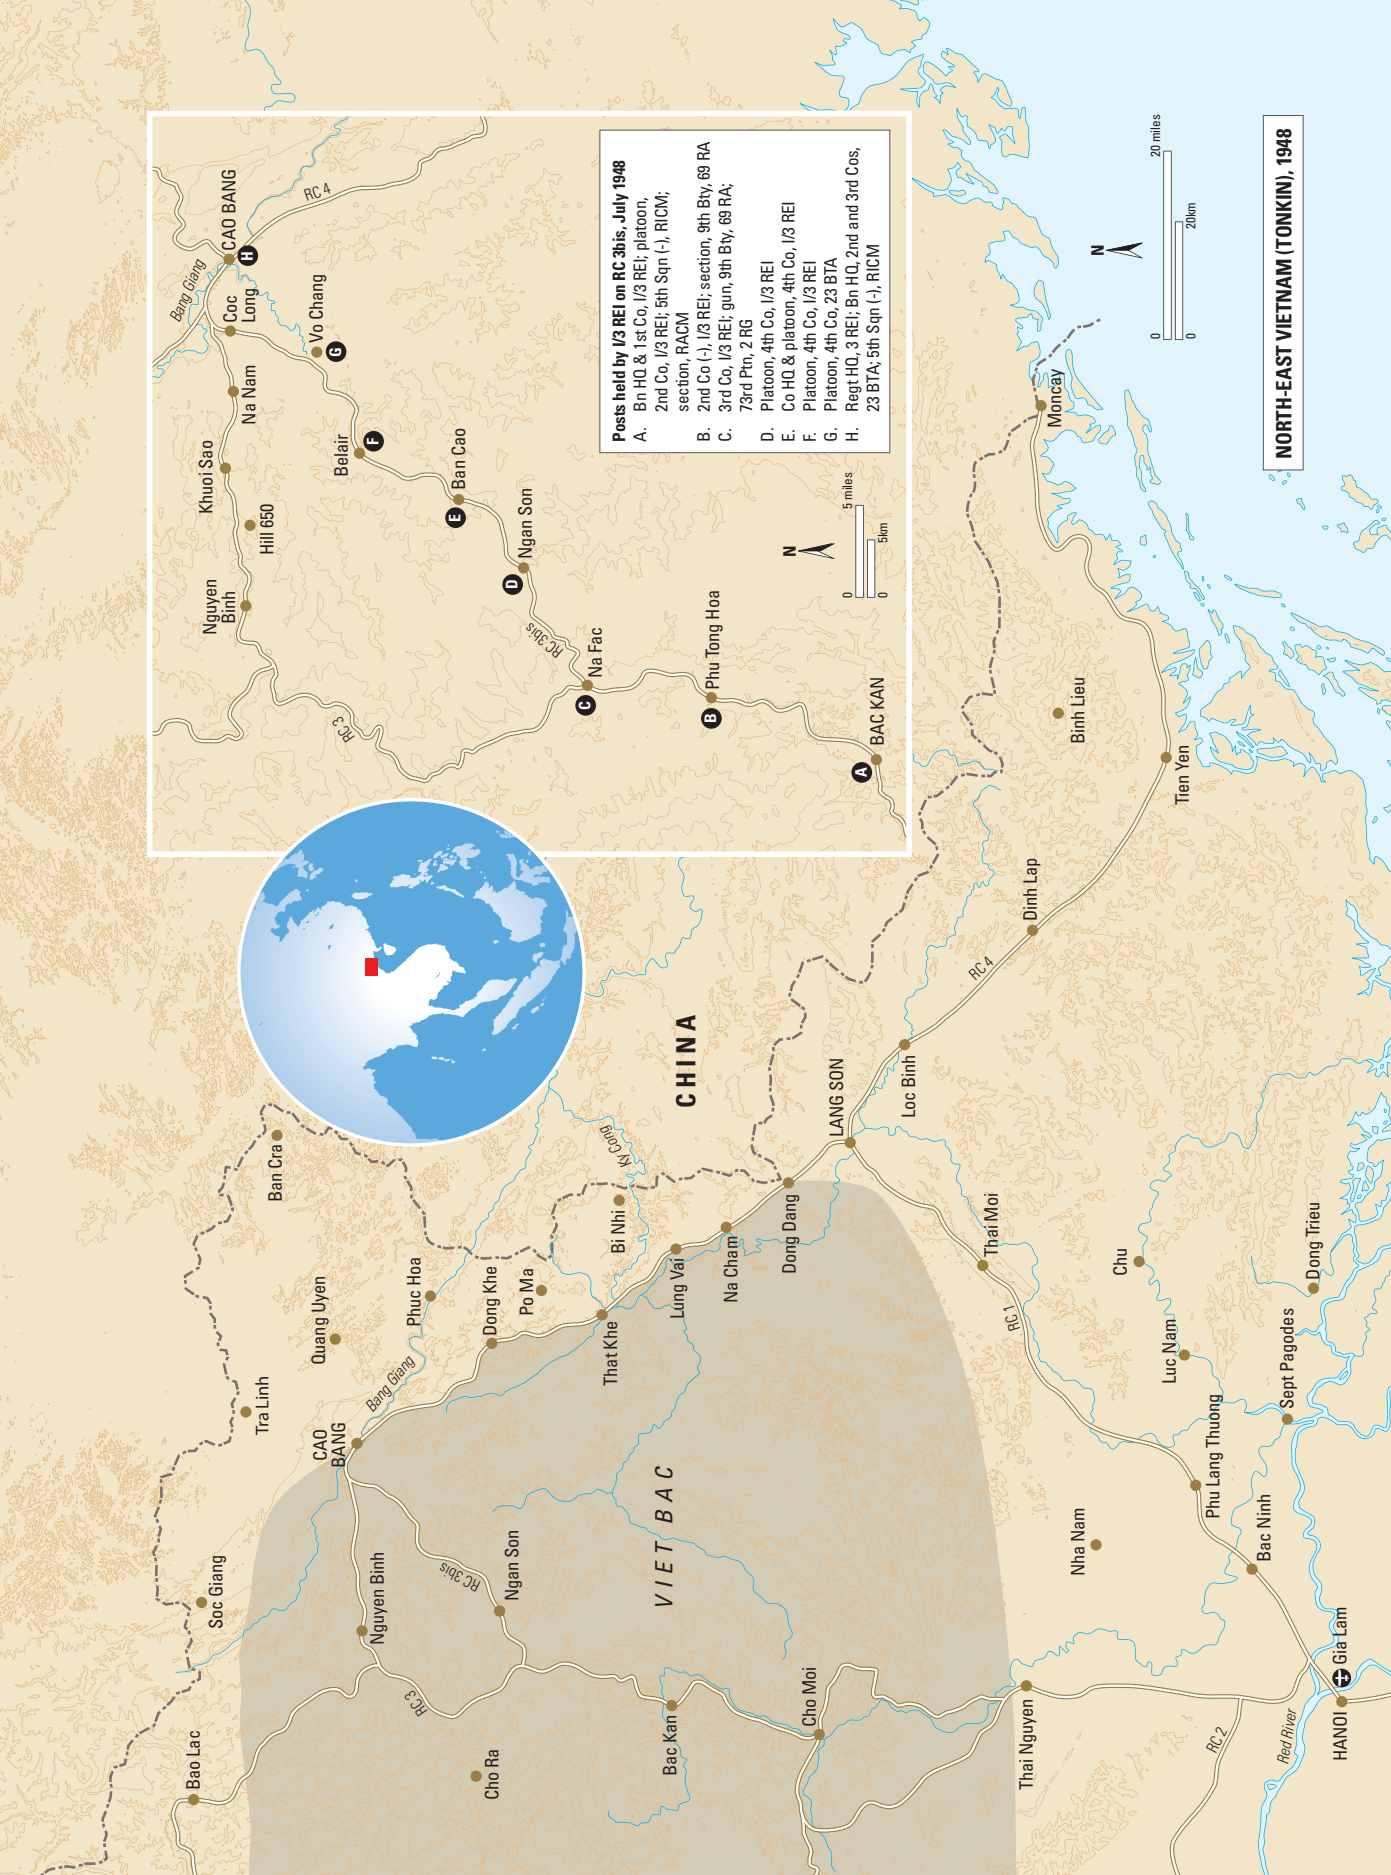 NORTH-EAST VIETNAM (TONKIN), 1948
Posts held by I/3 REI on RC 3bis, July 1948
A. Bn HQ & 1st Co, I/3 REI; platoon,
2nd Co, I/3 REI; 5th Sqn (-), RICM;
section, RACM
B. 2nd Co (-), I/3 REI; section, 9th Bty, 69 RA
C. 3rd Co, I/3 REI; gun, 9th Bty, 69 RA;
73rd Ptn, 2 RG
D. Platoon, 4th Co, I/3 REI
E. Co HQ & platoon, 4th Co, I/3 REI
F. Platoon, 4th Co, I/3 REI
G. Platoon, 4th Co, 23 BTA
H. Regt HQ, 3 REI; Bn HQ, 2nd and 3rd Cos,
23 BTA; 5th Sqn (-), RICM
Bang Giang
CAO BANG
H
RC 4
Coc
Long
Vo Chang
G
Na Nam
Khuoi Sao
Hill 650
Nguyen
Binh
Belair
F
Ban Cao
E
Ngan Son
D
RC 3bis
RC 3
Na Fac
C
Phu Tong Hoa
B
BAC KAN
A
N
0
5 miles
0
5km
N
0
20 miles
0
20km
CHINA
VIET BAC
Ban Cra
Quang Uyen
Tra Linh
Phuc Hoa
Bang Giang
CAO
BANG
Soc Giang
Bao Lac
Nguyen Binh
RC 3bis
Ngan Son
RC 3
Cho Ra
Bac Kan
Cho Moi
Thai Nguyen
Dong Khe
Po Ma
That Khe
Bi Nhi
Ky Cong
Lung Vai
Na Cham
Dong Dang
LANG SON
Loc Binh
RC 4
Dinh Lap
Tien Yen
Binh Lieu
Moncay
Thai Moi
RC 1
Chu
Luc Nam
Dong Trieu
Sept Pagodes
Phu Lang Thuong
Nha Nam
Bac Ninh
Gia Lam
HANOI
Red River
RC 2